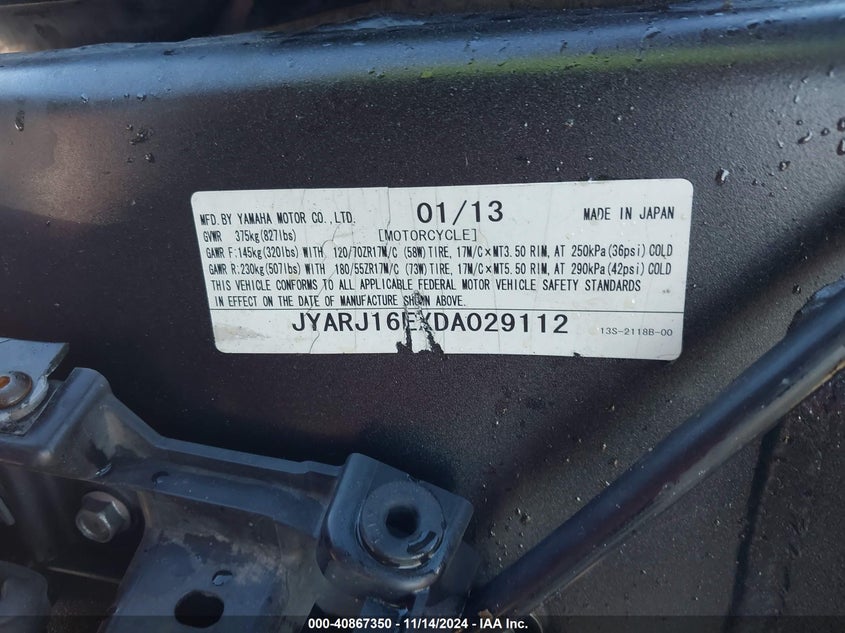 MFD. BY YAMAHA MOTOR CO., LTD. 01/13 MADE IN JAPAN
GVWR 375kg(827lbs) [MOTORCYCLE]
GAWR F:145kg(320lbs) WITH 120/70ZR17M/C (58W) TIRE, 17M/C×MT3.50 RIM, AT 250kPa(36psi) COLD
GAWR R:230kg(507lbs) WITH 180/55ZR17M/C (73W) TIRE, 17M/C×MT5.50 RIM, AT 290kPa(42psi) COLD
THIS VEHICLE CONFORMS TO ALL APPLICABLE FEDERAL MOTOR VEHICLE SAFETY STANDARDS
IN EFFECT ON THE DATE OF MANUFACTURE SHOWN ABOVE.
JYARJ16EXDA029112 13S-2118B-00
000-40867350 - 11/14/2024 - IAA Inc.